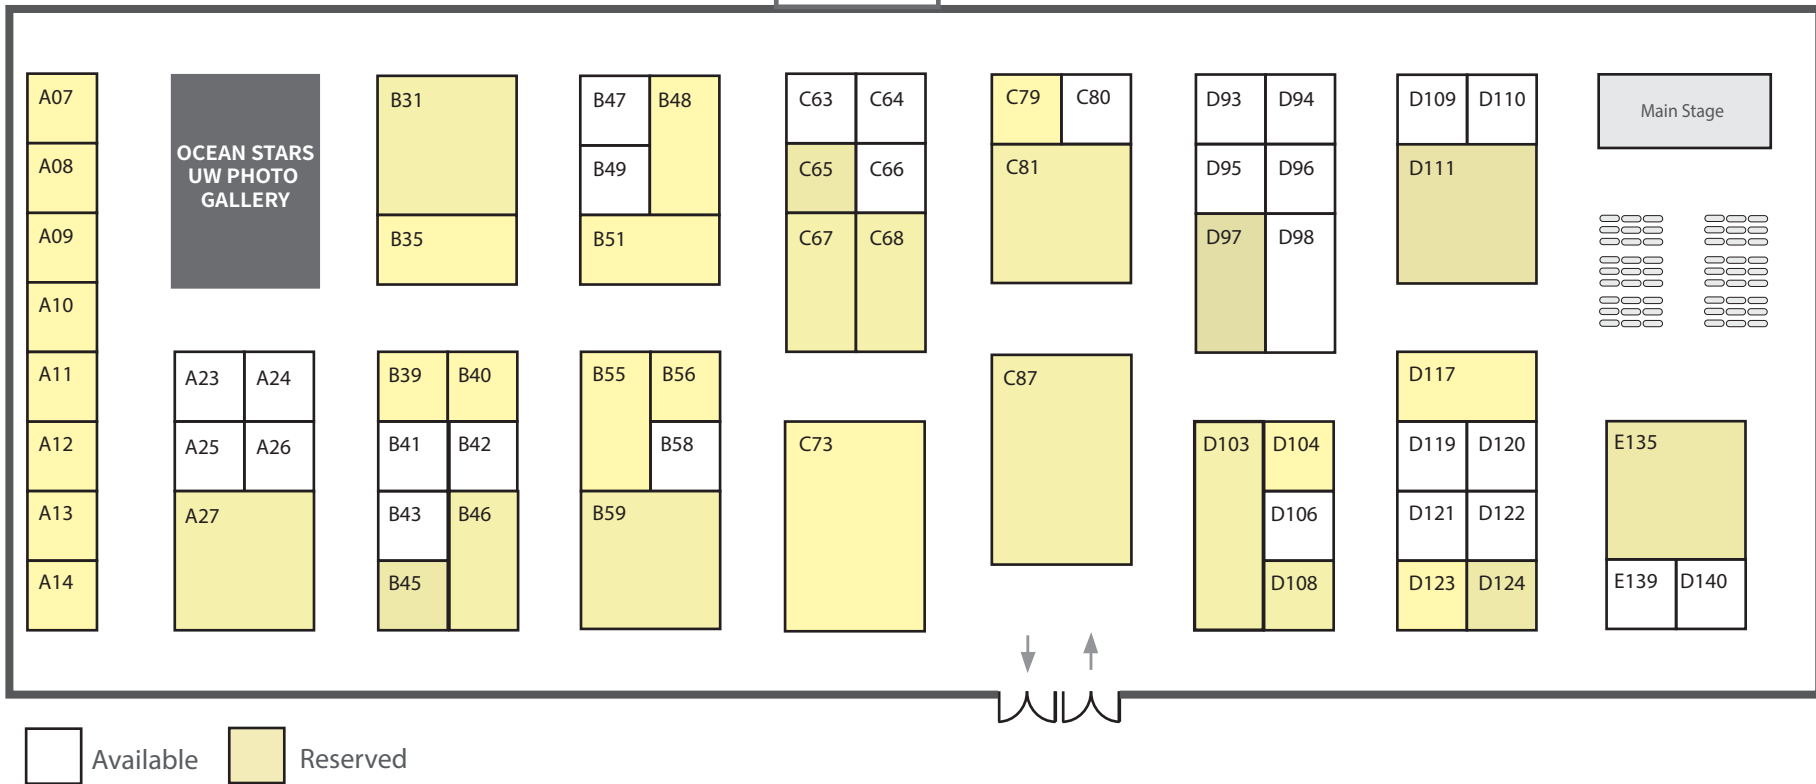 A07
A08
A09
A10
A11
A12
A13
A14
OCEAN STARS
UW PHOTO
GALLERY
A23 A24
A25 A26
A27
B31
B35
B39 B40
B41 B42
B43 B46
B45
B47 B48
B49
B51
B55 B56
B58
B59
C63 C64
C65 C66
C67 C68
C73
C79 C80
C81
C87
D93 D94
D95 D96
D97 D98
D103 D104
D106
D108
D109 D110
D111
D117
D119 D120
D121 D122
D123 D124
Main Stage
E135
E139 D140
Available Reserved